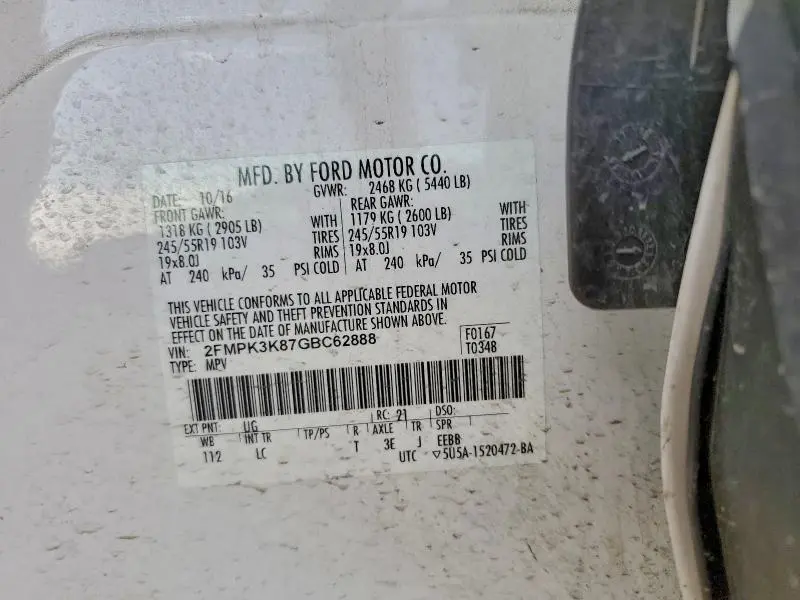 MFD. BY FORD MOTOR CO.
DATE: 10/16 GVWR: 2468 KG ( 5440 LB)
FRONT GAWR: REAR GAWR:
1318 KG ( 2905 LB) WITH 1179 KG ( 2600 LB) WITH
245/55R19 103V TIRES 245/55R19 103V TIRES
19x8.0J RIMS 19x8.0J RIMS
AT 240 kPa/ 35 PSI COLD AT 240 kPa/ 35 PSI COLD
THIS VEHICLE CONFORMS TO ALL APPLICABLE FEDERAL MOTOR
VEHICLE SAFETY AND THEFT PREVENTION STANDARDS IN
EFFECT ON THE DATE OF MANUFACTURE SHOWN ABOVE.
VIN: 2FMPK3K87GBC62888 F0167
TYPE: MPV T0348
EXT PNT: UG RC: 21 DSO:
WB INT TR TP/PS R AXLE TR SPR
112 LC T 3E J EEBB
UTC ▽5U5A-1520472-BA